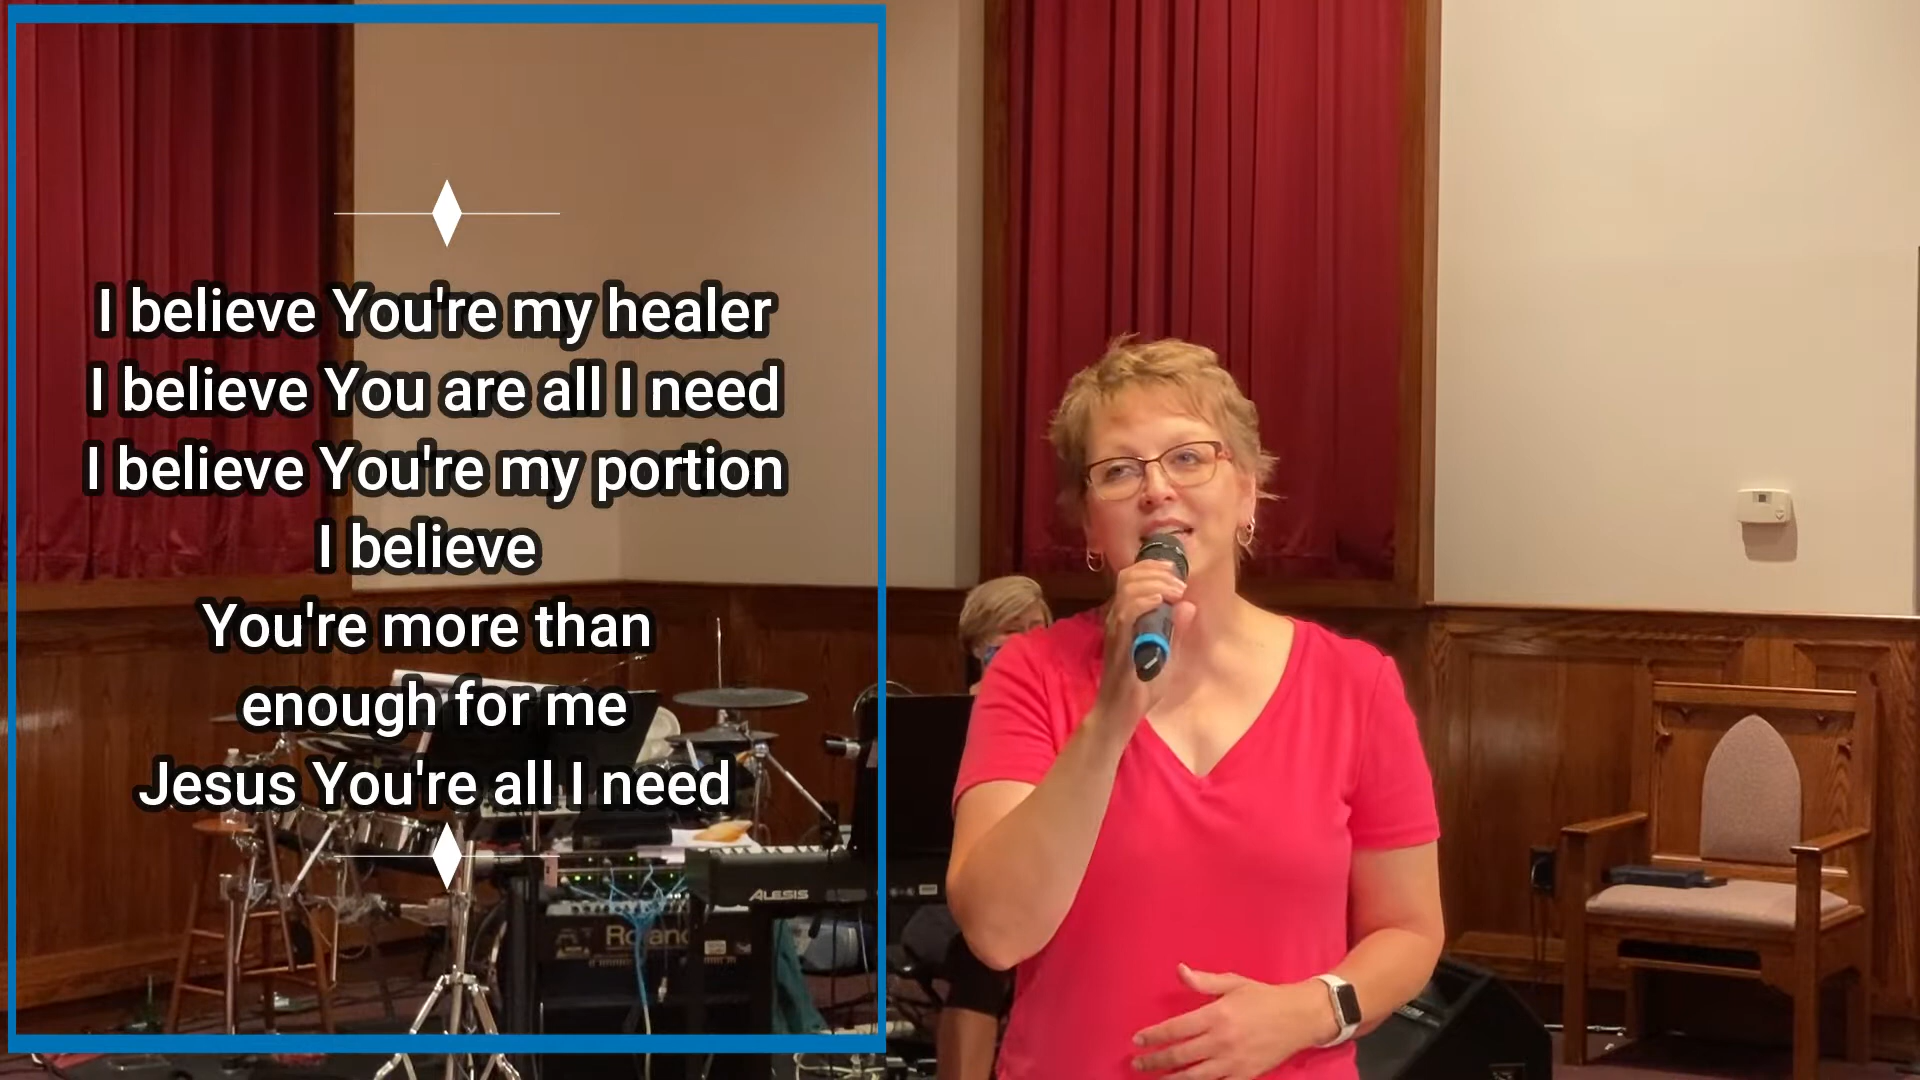 I believe You're my healer
I believe You are all I need
I believe You're my portion
I believe
You're more than
enough for me
Jesus You're all I need
ALESIS
Roland